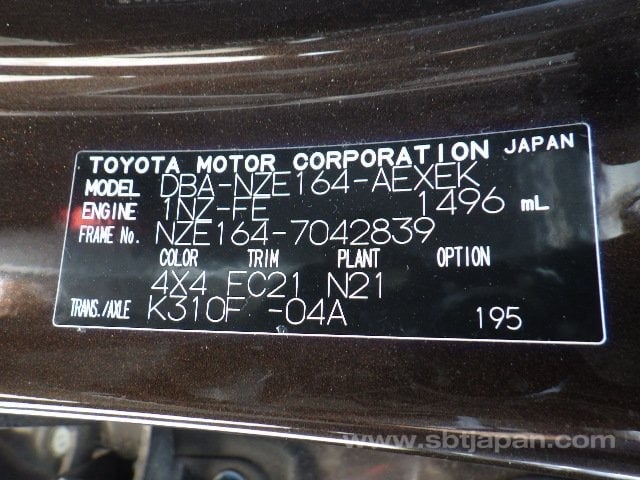 TOYOTA MOTOR CORPORATION JAPAN
MODEL DBA-NZE164-AEXEK
ENGINE 1NZ-FE 1496 mL
FRAME No. NZE164-7042839
COLOR TRIM PLANT OPTION
4X4 FC21 N21
TRANS./AXLE K310F -04A 195
www.sbtjapan.com